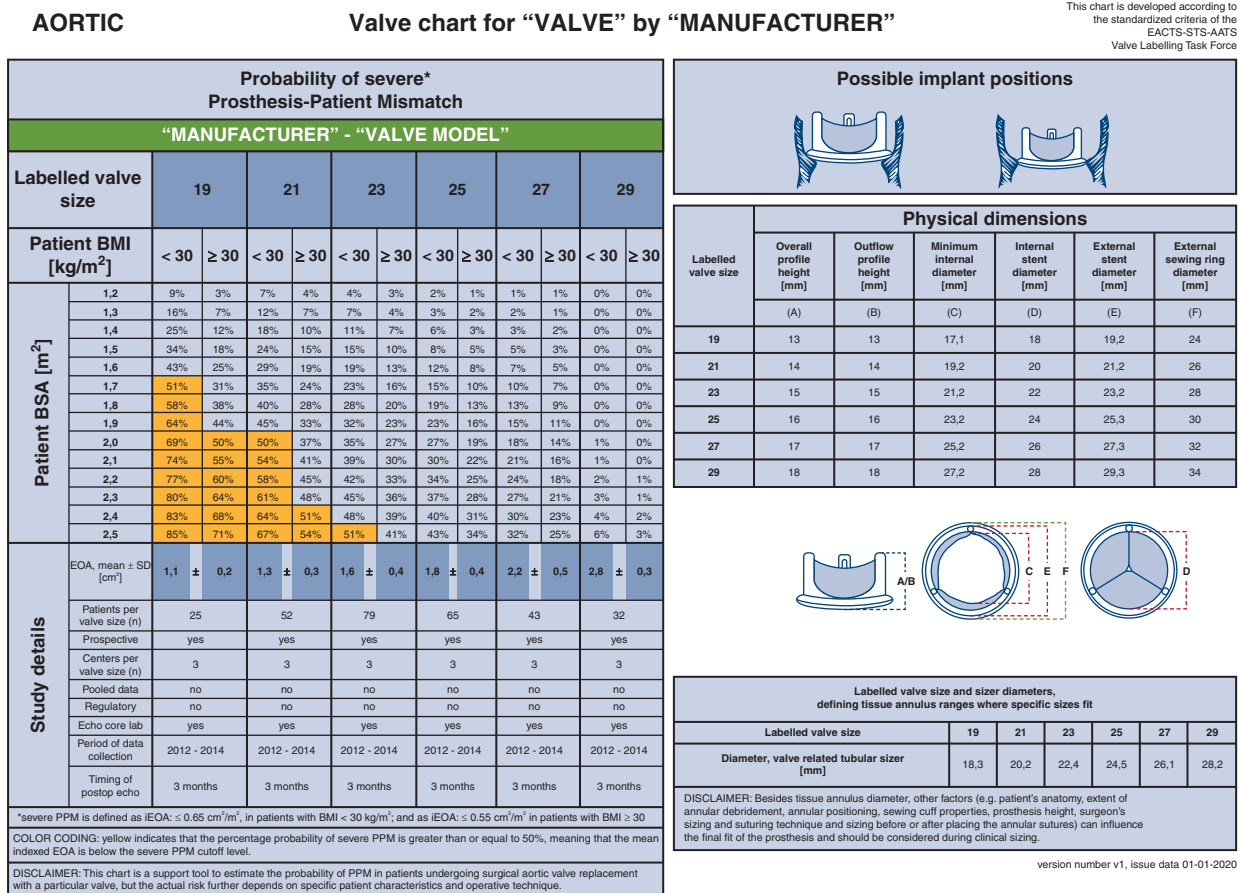 AORTIC
Valve chart for “VALVE” by “MANUFACTURER”
This chart is developed according to
the standardized criteria of the
EACTS-STS-AATS
Valve Labelling Task Force
Probability of severe*
Prosthesis-Patient Mismatch
“MANUFACTURER” - “VALVE MODEL”
Labelled valve
size
19 21 23 25 27 29
Patient BMI
[kg/m²]
< 30 ≥ 30 < 30 ≥ 30 < 30 ≥ 30 < 30 ≥ 30 < 30 ≥ 30 < 30 ≥ 30
Patient BSA [m²]
1,2 9% 3% 7% 4% 4% 3% 2% 1% 1% 1% 0% 0%
1,3 16% 7% 12% 7% 7% 4% 3% 2% 2% 1% 0% 0%
1,4 25% 12% 18% 10% 11% 7% 6% 3% 3% 2% 0% 0%
1,5 34% 18% 24% 15% 15% 10% 8% 5% 5% 3% 0% 0%
1,6 43% 25% 29% 19% 19% 13% 12% 8% 7% 5% 0% 0%
1,7 51% 31% 35% 24% 23% 16% 15% 10% 10% 7% 0% 0%
1,8 58% 38% 40% 28% 28% 20% 19% 13% 13% 9% 0% 0%
1,9 64% 44% 45% 33% 32% 23% 23% 16% 15% 11% 0% 0%
2,0 69% 50% 50% 37% 35% 27% 27% 19% 18% 14% 1% 0%
2,1 74% 55% 54% 41% 39% 30% 30% 22% 21% 16% 1% 0%
2,2 77% 60% 58% 45% 42% 33% 34% 25% 24% 18% 2% 1%
2,3 80% 64% 61% 48% 45% 36% 37% 28% 27% 21% 3% 1%
2,4 83% 68% 64% 51% 48% 39% 40% 31% 30% 23% 4% 2%
2,5 85% 71% 67% 54% 51% 41% 43% 34% 32% 25% 6% 3%
Study details
EOA, mean ± SD
[cm²]
1,1 ± 0,2 1,3 ± 0,3 1,6 ± 0,4 1,8 ± 0,4 2,2 ± 0,5 2,8 ± 0,3
Patients per
valve size (n)
25 52 79 65 43 32
Prospective yes yes yes yes yes yes
Centers per
valve size (n)
3 3 3 3 3 3
Pooled data no no no no no no
Regulatory no no no no no no
Echo core lab yes yes yes yes yes yes
Period of data
collection
2012 - 2014 2012 - 2014 2012 - 2014 2012 - 2014 2012 - 2014 2012 - 2014
Timing of
postop echo
3 months 3 months 3 months 3 months 3 months 3 months
*severe PPM is defined as iEOA: ≤ 0.65 cm²/m², in patients with BMI < 30 kg/m²; and as iEOA: ≤ 0.55 cm²/m² in patients with BMI ≥ 30
COLOR CODING: yellow indicates that the percentage probability of severe PPM is greater than or equal to 50%, meaning that the mean
indexed EOA is below the severe PPM cutoff level.
DISCLAIMER: This chart is a support tool to estimate the probability of PPM in patients undergoing surgical aortic valve replacement
with a particular valve, but the actual risk further depends on specific patient characteristics and operative technique.
Possible implant positions
Physical dimensions
Labelled
valve size
Overall
profile
height
[mm]
Outflow
profile
height
[mm]
Minimum
internal
diameter
[mm]
Internal
stent
diameter
[mm]
External
stent
diameter
[mm]
External
sewing ring
diameter
[mm]
(A) (B) (C) (D) (E) (F)
19 13 13 17,1 18 19,2 24
21 14 14 19,2 20 21,2 26
23 15 15 21,2 22 23,2 28
25 16 16 23,2 24 25,3 30
27 17 17 25,2 26 27,3 32
29 18 18 27,2 28 29,3 34
A/B C E F D
Labelled valve size and sizer diameters,
defining tissue annulus ranges where specific sizes fit
Labelled valve size 19 21 23 25 27 29
Diameter, valve related tubular sizer
[mm]
18,3 20,2 22,4 24,5 26,1 28,2
DISCLAIMER: Besides tissue annulus diameter, other factors (e.g. patient's anatomy, extent of
annular debridement, annular positioning, sewing cuff properties, prosthesis height, surgeon's
sizing and suturing technique and sizing before or after placing the annular sutures) can influence
the final fit of the prosthesis and should be considered during clinical sizing.
version number v1, issue data 01-01-2020